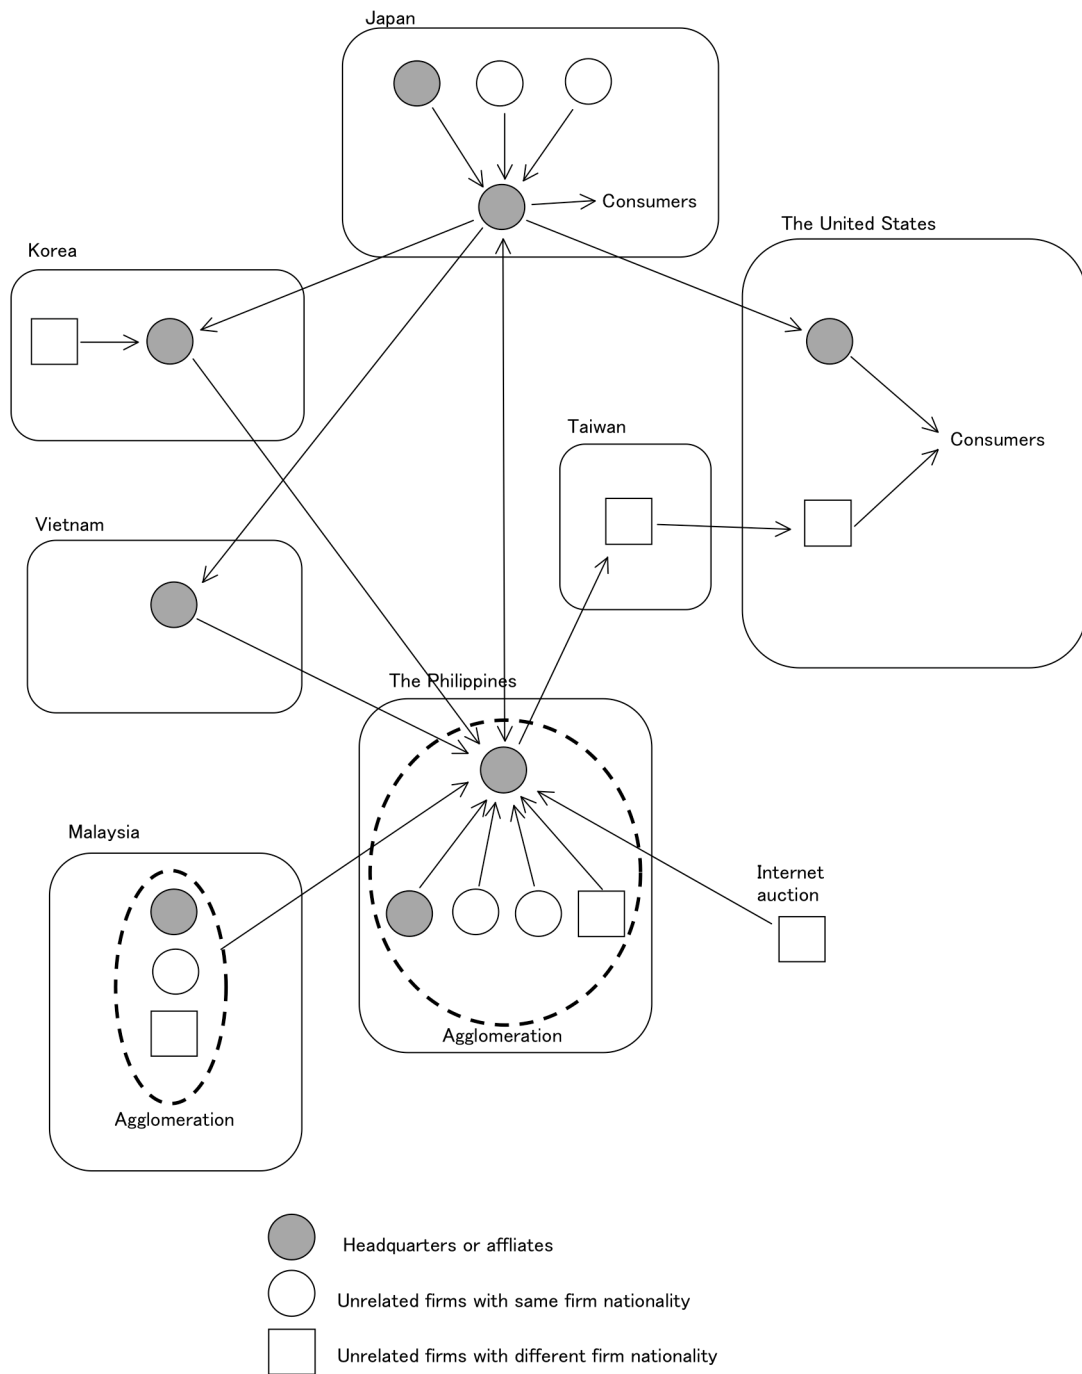 Japan
Consumers
The United States
Korea
Consumers
Taiwan
Vietnam
The Philippines
Malaysia
Internet
auction
Agglomeration
Agglomeration
Headquarters or affliates
Unrelated firms with same firm nationality
Unrelated firms with different firm nationality